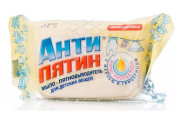 АНТИ
ПЯТИН
МЫЛО-ПЯТНОВЫВОДИТЕЛЬ
ДЛЯ ДЕТСКИХ ВЕЩЕЙ